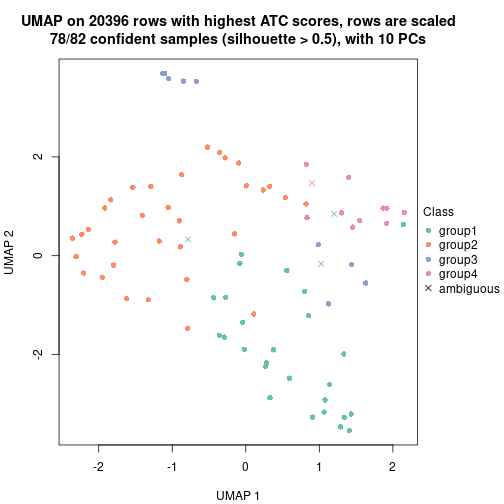 UMAP on 20396 rows with highest ATC scores, rows are scaled
78/82 confident samples (silhouette > 0.5), with 10 PCs
2
0
-2
UMAP 2
-2
-1
0
1
2
UMAP 1
Class
group1
group2
group3
group4
ambiguous